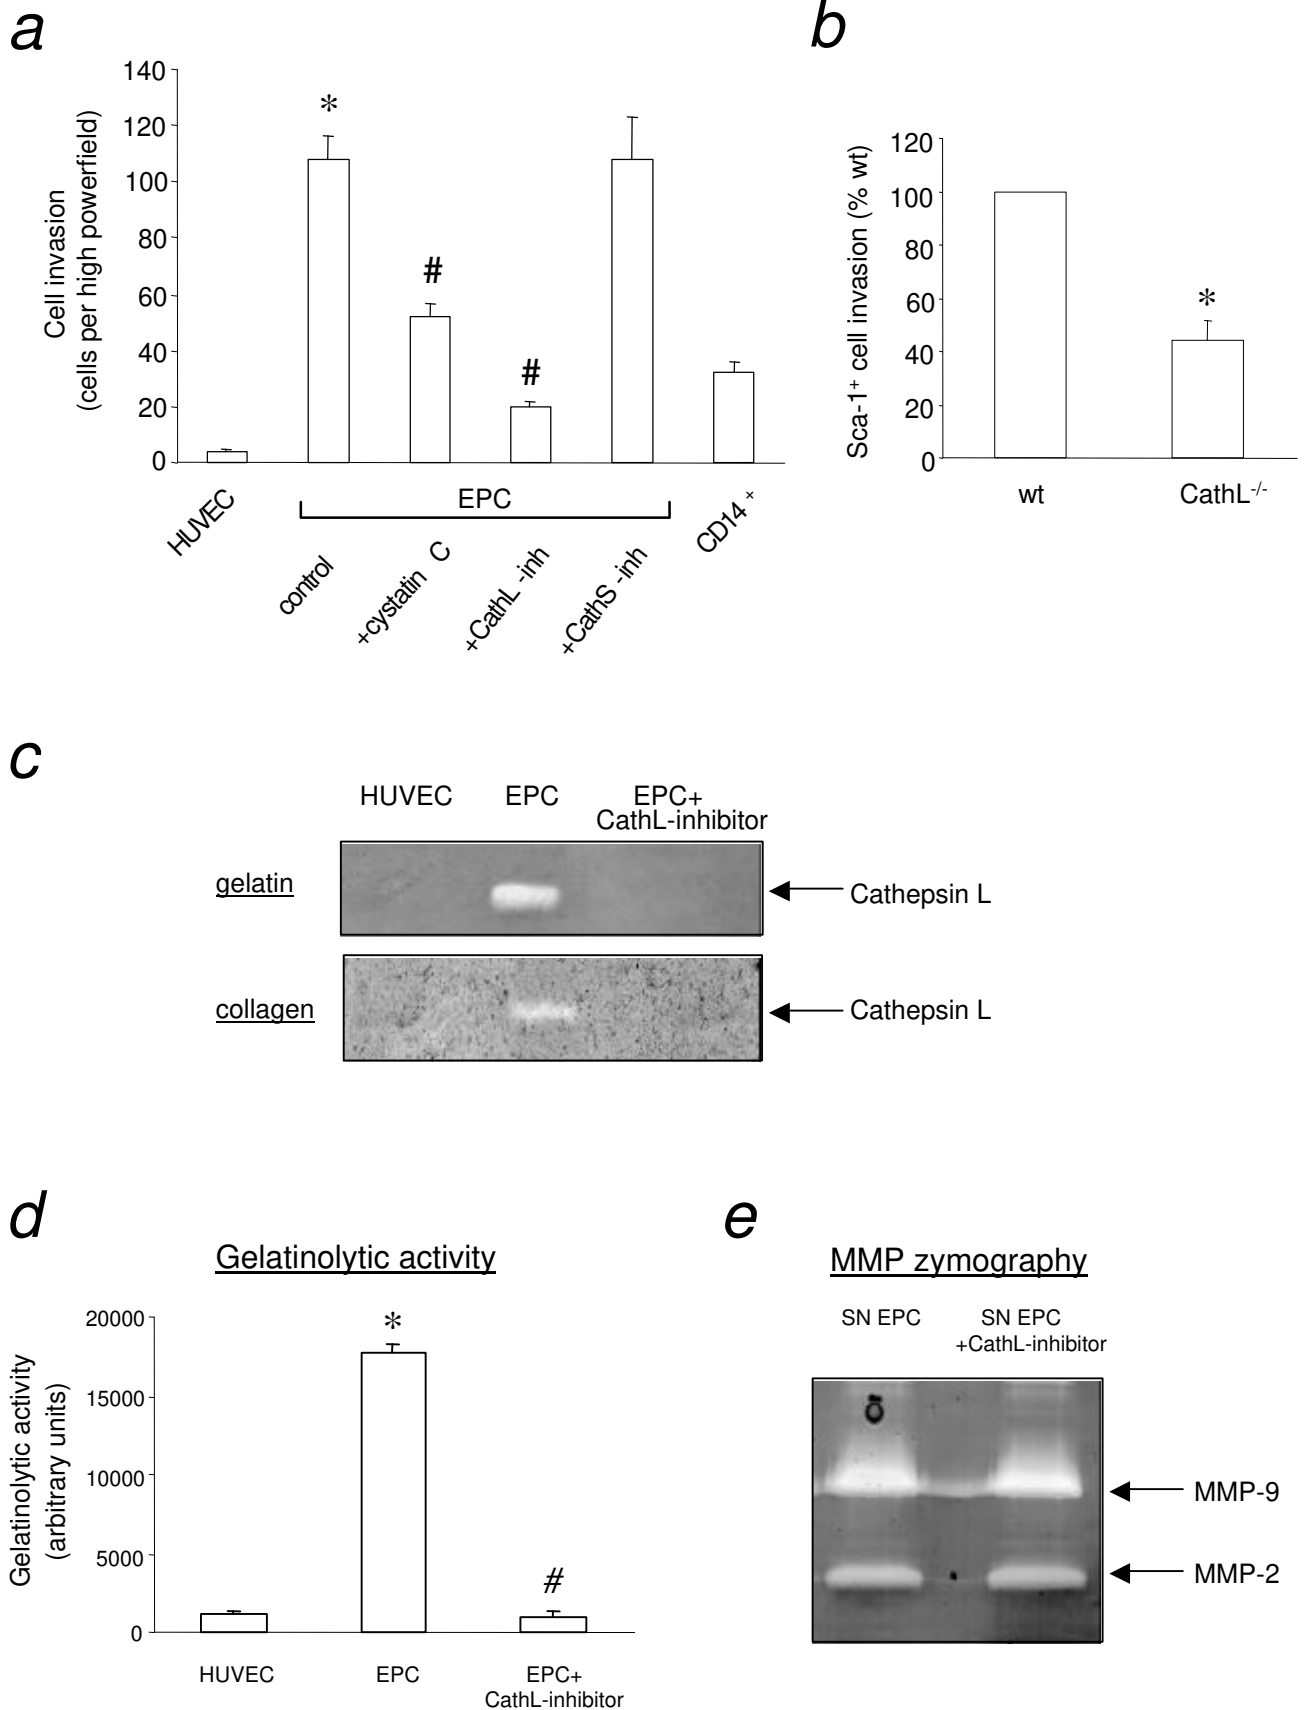 a
140
120
100
80
60
40
20
0
Cell invasion
(cells per high powerfield)
*
#
#
HUVEC
EPC
control
+cystatin C
+CathL -inh
+CathS -inh
CD14+
b
120
100
80
60
40
20
0
Sca-1+ cell invasion (% wt)
*
wt
CathL-/-
c
HUVEC
EPC
EPC+
CathL-inhibitor
gelatin
Cathepsin L
collagen
Cathepsin L
d
Gelatinolytic activity
20000
15000
10000
5000
0
Gelatinolytic activity
(arbitrary units)
*
#
HUVEC
EPC
EPC+
CathL-inhibitor
e
MMP zymography
SN EPC
SN EPC
+CathL-inhibitor
MMP-9
MMP-2